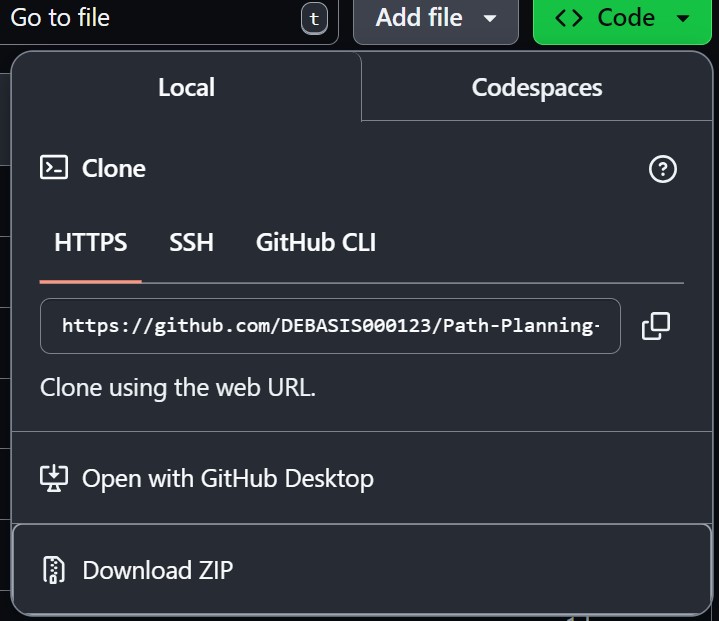 Go to file
t
Add file
<> Code
Local
Codespaces
Clone
HTTPS
SSH
GitHub CLI
https://github.com/DEBASIS000123/Path-Planning-
Clone using the web URL.
Open with GitHub Desktop
Download ZIP